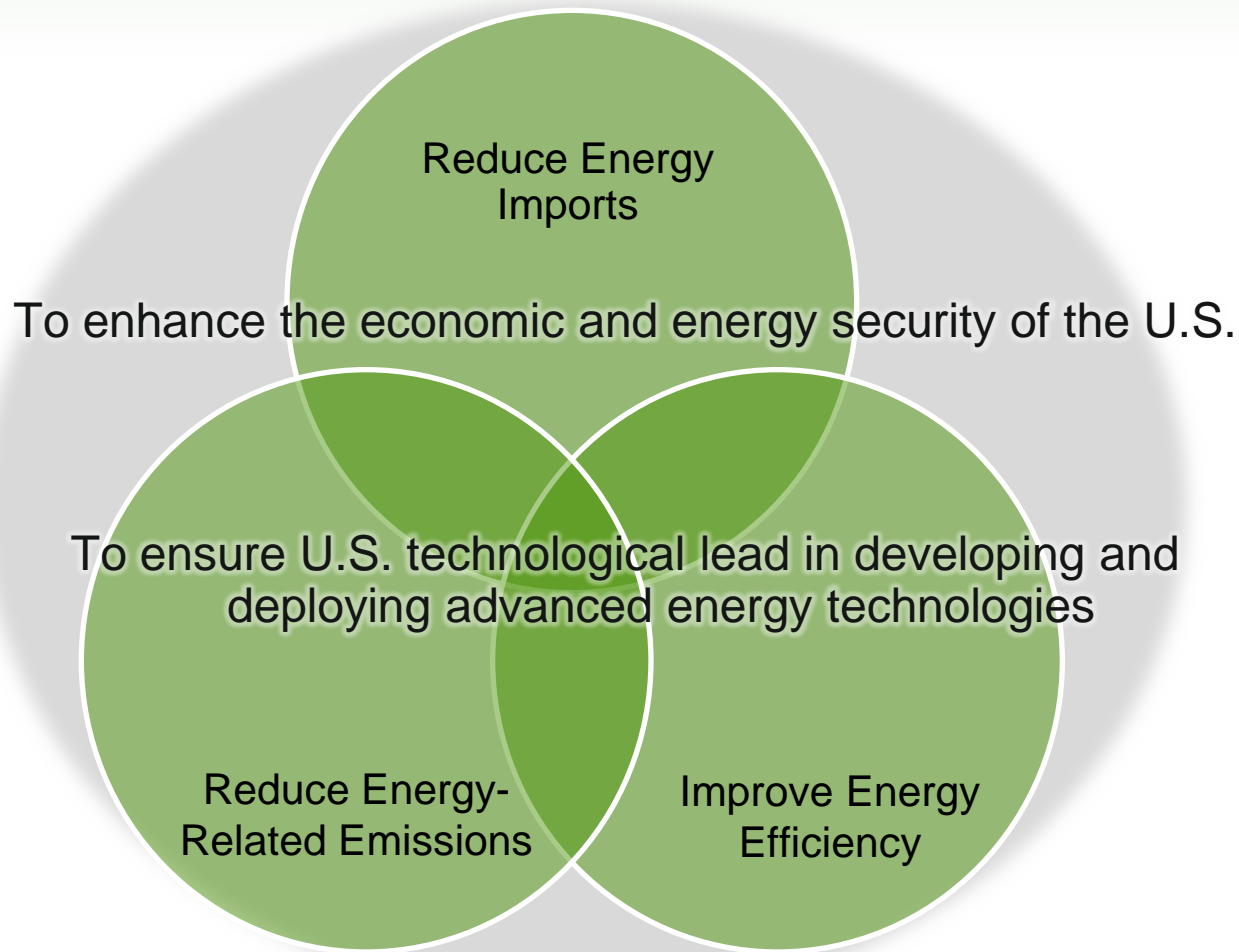 Reduce Energy
Imports
To enhance the economic and energy security of the U.S.
To ensure U.S. technological lead in developing and
deploying advanced energy technologies
Reduce Energy-
Related Emissions
Improve Energy
Efficiency